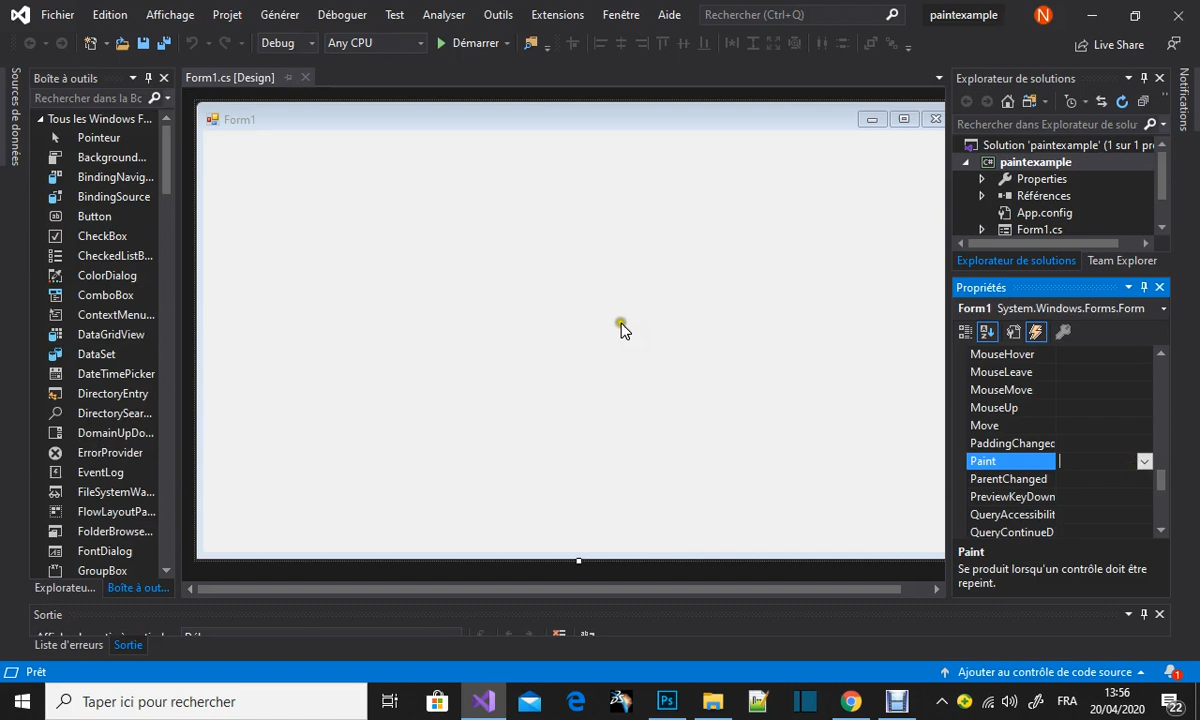 Fichier Edition Affichage Projet Générer Déboguer Test Analyser Outils Extensions Fenêtre Aide Rechercher (Ctrl+Q) paintexample N
Debug Any CPU Démarrer Live Share
Sources de données
Boîte à outils
Rechercher dans la Bc
Tous les Windows F...
Pointeur
Background...
BindingNavig...
BindingSource
Button
CheckBox
CheckedListB...
ColorDialog
ComboBox
ContextMenu...
DataGridView
DataSet
DateTimePicker
DirectoryEntry
DirectorySear...
DomainUpDo...
ErrorProvider
EventLog
FileSystemWa...
FlowLayoutPa...
FolderBrowse...
FontDialog
GroupBox
Explorateu... Boîte à out...
Form1.cs [Design]
Form1
Explorateur de solutions
Rechercher dans Explorateur de solu
Solution 'paintexample' (1 sur 1 pro
paintexample
Properties
Références
App.config
Form1.cs
Explorateur de solutions Team Explorer
Notifications
Propriétés
Form1 System.Windows.Forms.Form
MouseHover
MouseLeave
MouseMove
MouseUp
Move
PaddingChanged
Paint
ParentChanged
PreviewKeyDown
QueryAccessibilit
QueryContinueD
Paint
Se produit lorsqu'un contrôle doit être
repeint.
Sortie
Liste d'erreurs Sortie
Prêt Ajouter au contrôle de code source 1
Taper ici pour rechercher Ps FRA 13:56
20/04/2020 22